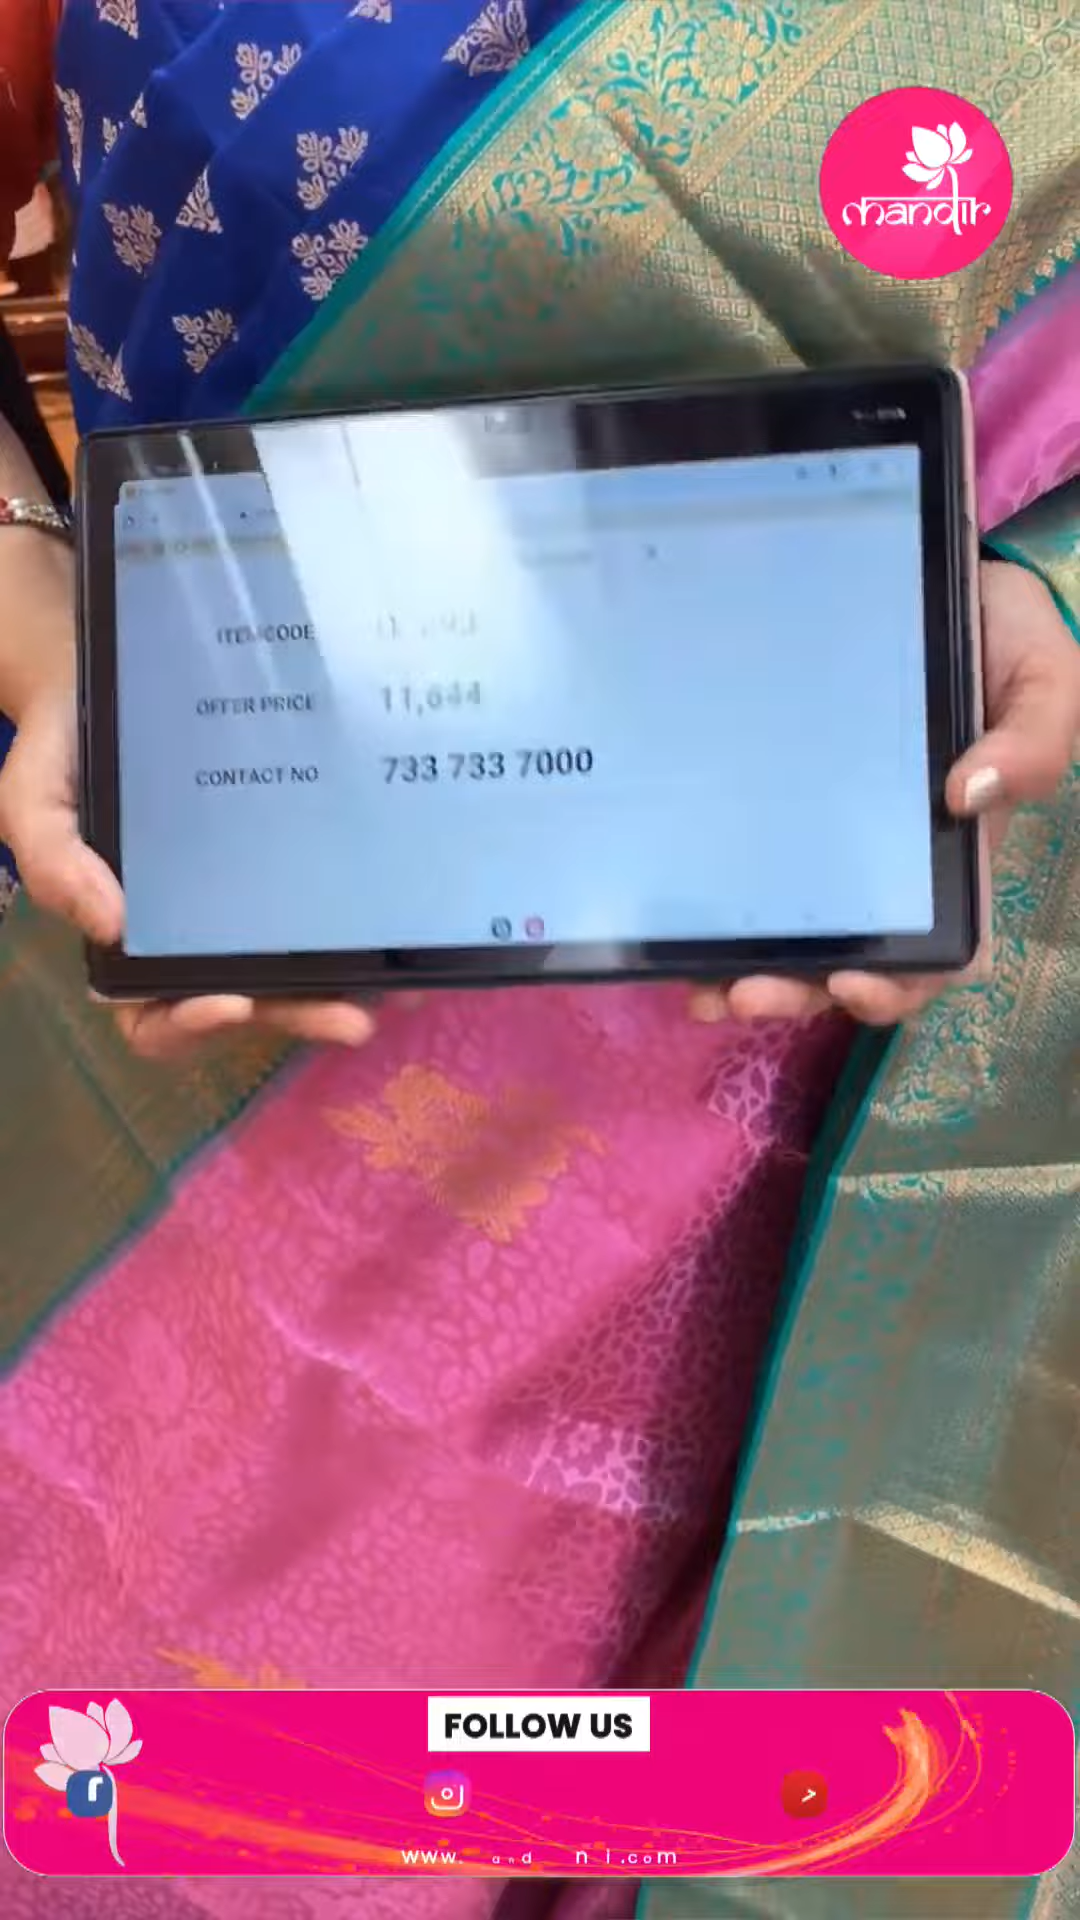 mandir
ITEM CODE
OFFER PRICE 11,644
CONTACT NO 733 733 7000
FOLLOW US